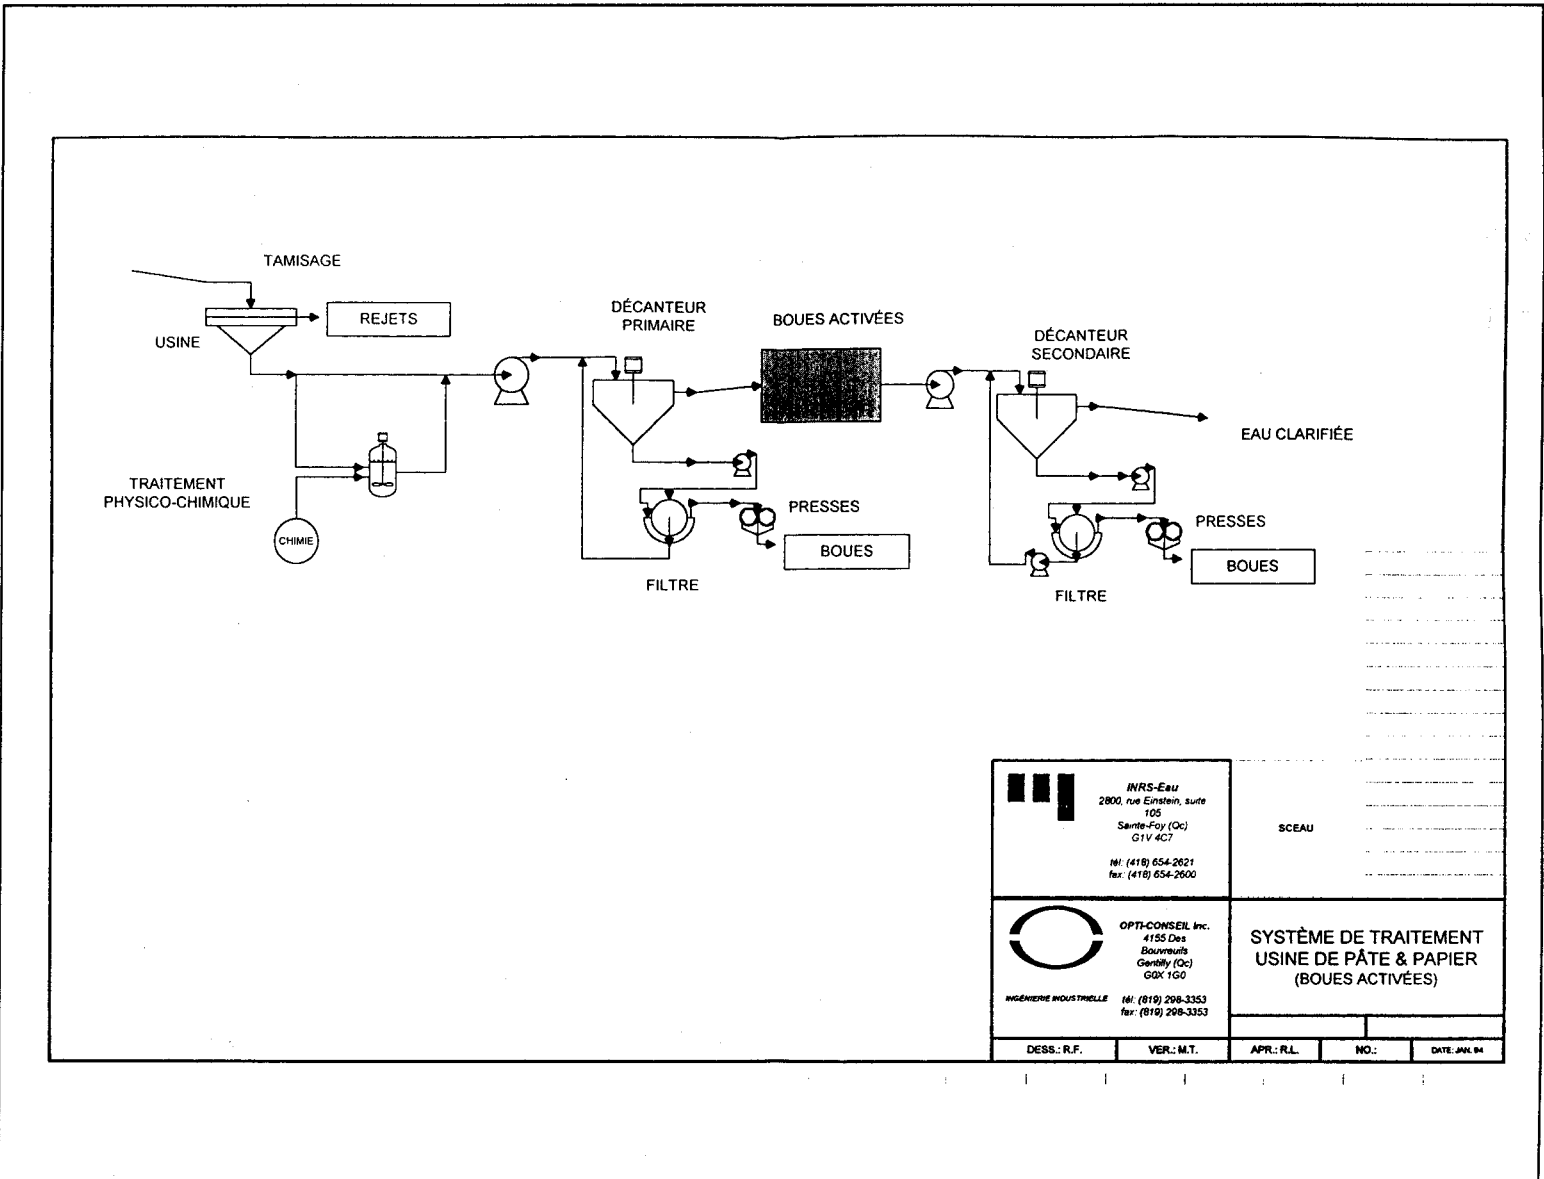 TAMISAGE
REJETS
USINE
DÉCANTEUR
PRIMAIRE
BOUES ACTIVÉES
DÉCANTEUR
SECONDAIRE
EAU CLARIFIÉE
TRAITEMENT
PHYSICO-CHIMIQUE
CHIMIE
PRESSES
BOUES
FILTRE
PRESSES
BOUES
FILTRE
INRS-Eau
2800, rue Einstein, suite
105
Sainte-Foy (Qc)
G1V 4C7
tél: (418) 654-2621
fax: (418) 654-2600
SCEAU
OPTI-CONSEIL Inc.
4155 Des
Bouvreuils
Gentilly (Qc)
G0X 1G0
INGÉNIERIE INDUSTRIELLE
tél: (819) 298-3353
fax: (819) 298-3353
SYSTÈME DE TRAITEMENT
USINE DE PÂTE & PAPIER
(BOUES ACTIVÉES)
DESS.: R.F.
VER.: M.T.
APR.: R.L.
NO.:
DATE: JAN. 94